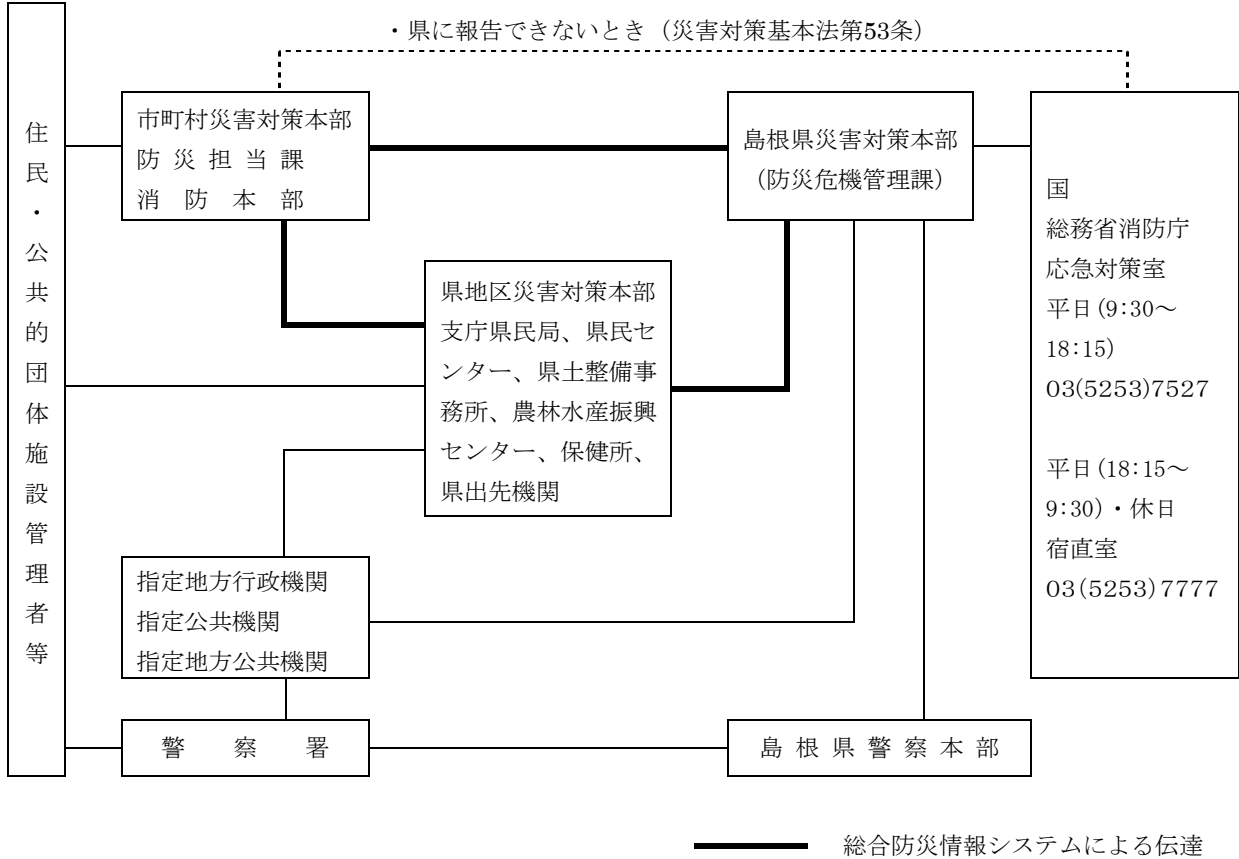 ・県に報告できないとき（災害対策基本法第53条）
住民・公共的団体施設管理者等
市町村災害対策本部
防災担当課
消防本部
島根県災害対策本部
（防災危機管理課）
国
総務省消防庁
応急対策室
平日(9:30～
18:15)
03(5253)7527
平日(18:15～
9:30)・休日
宿直室
03(5253)7777
県地区災害対策本部
支庁県民局、県民セ
ンター、県土整備事
務所、農林水産振興
センター、保健所、
県出先機関
指定地方行政機関
指定公共機関
指定地方公共機関
警察署
島根県警察本部
総合防災情報システムによる伝達